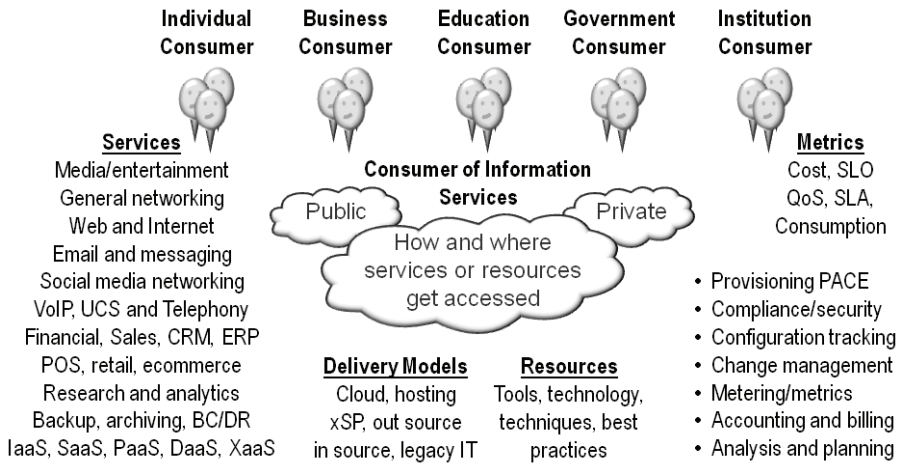 Individual
Consumer
Business
Consumer
Education
Consumer
Government
Consumer
Institution
Consumer
Services
Media/entertainment
General networking
Web and Internet
Email and messaging
Social media networking
VoIP, UCS and Telephony
Financial, Sales, CRM, ERP
POS, retail, ecommerce
Research and analytics
Backup, archiving, BC/DR
IaaS, SaaS, PaaS, DaaS, XaaS
Consumer of Information
Services
Public
Private
How and where
services or resources
get accessed
Delivery Models
Cloud, hosting
xSP, out source
in source, legacy IT
Resources
Tools, technology,
techniques, best
practices
Metrics
Cost, SLO
QoS, SLA,
Consumption
• Provisioning PACE
• Compliance/security
• Configuration tracking
• Change management
• Metering/metrics
• Accounting and billing
• Analysis and planning